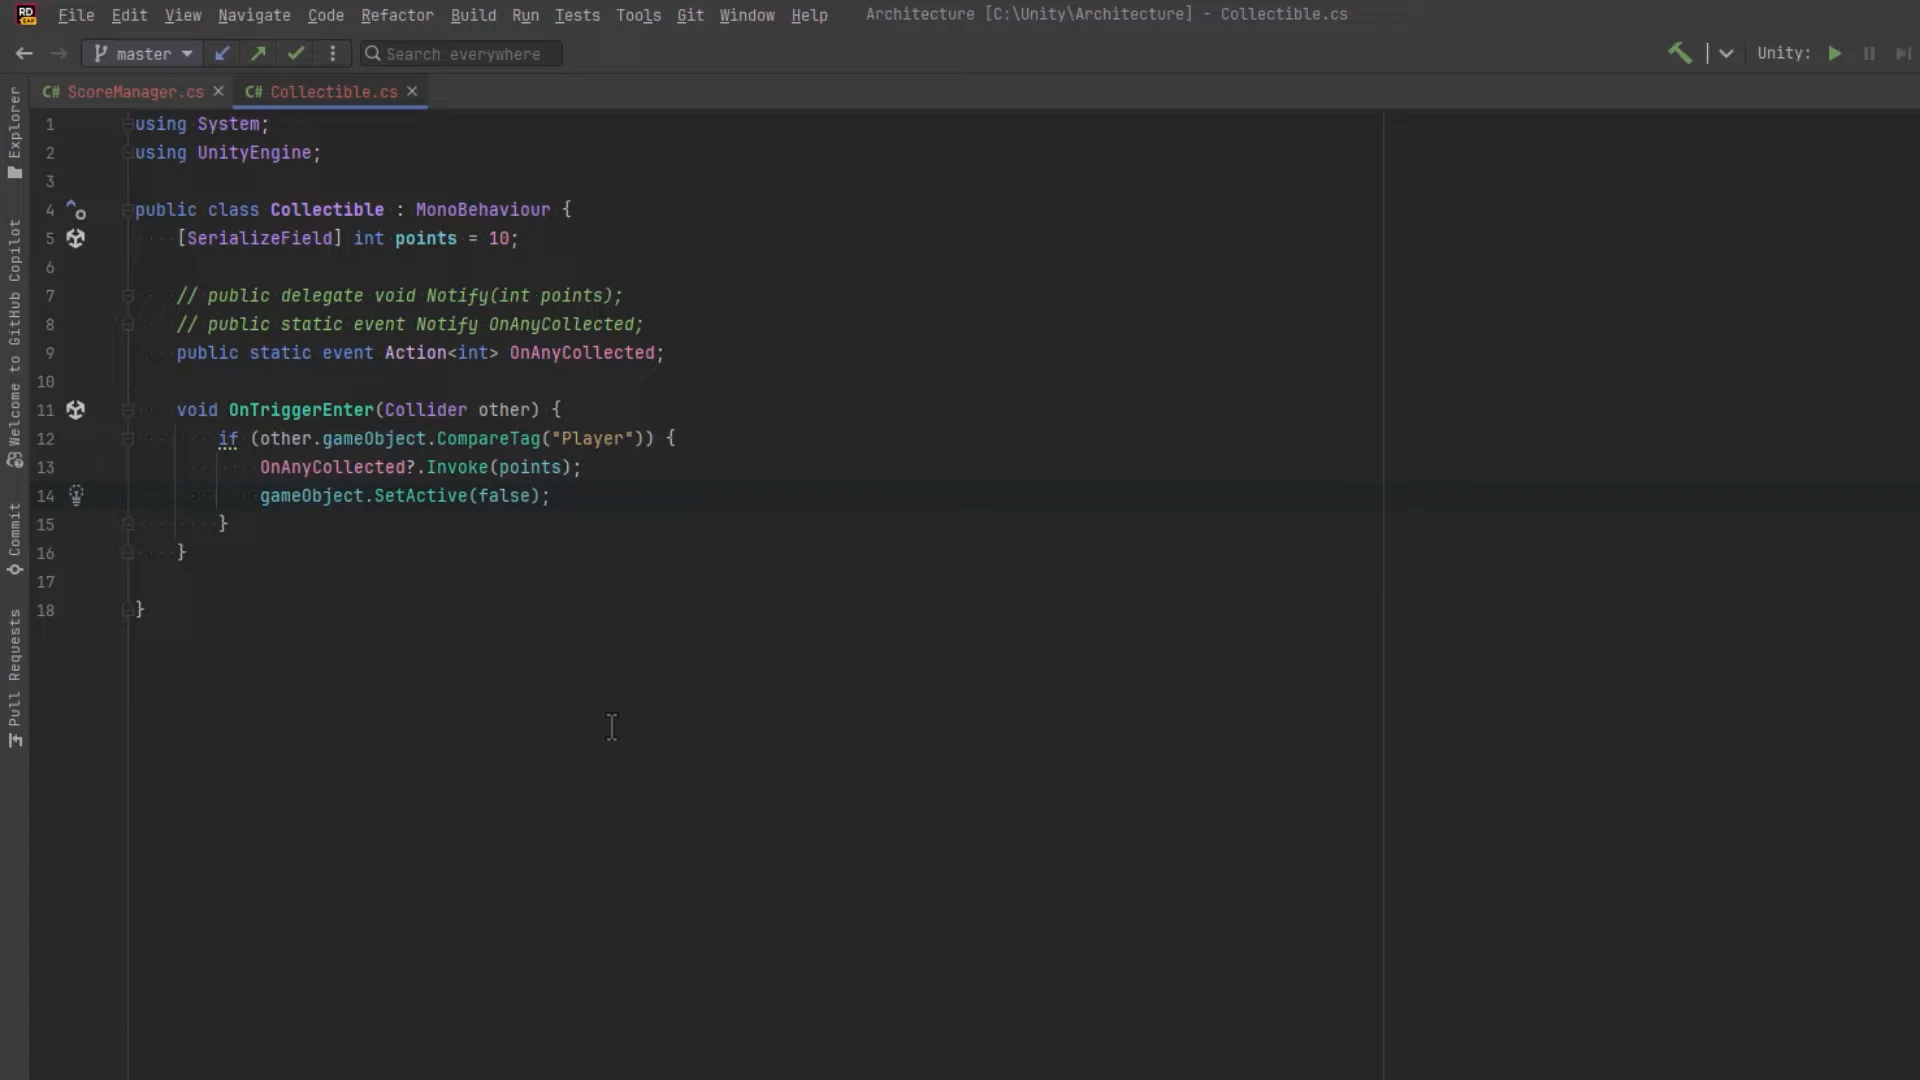 RD
EAP
File Edit View Navigate Code Refactor Build Run Tests Tools Git Window Help Architecture [C:\Unity\Architecture] - Collectible.cs
master Search everywhere Unity:
C# ScoreManager.cs C# Collectible.cs
Explorer
Welcome to GitHub Copilot
Commit
Pull Requests
1 using System;
2 using UnityEngine;
3
4 public class Collectible : MonoBehaviour {
5 [SerializeField] int points = 10;
6
7 // public delegate void Notify(int points);
8 // public static event Notify OnAnyCollected;
9 public static event Action<int> OnAnyCollected;
10
11 void OnTriggerEnter(Collider other) {
12 if (other.gameObject.CompareTag("Player")) {
13 OnAnyCollected?.Invoke(points);
14 gameObject.SetActive(false);
15 }
16 }
17
18 }